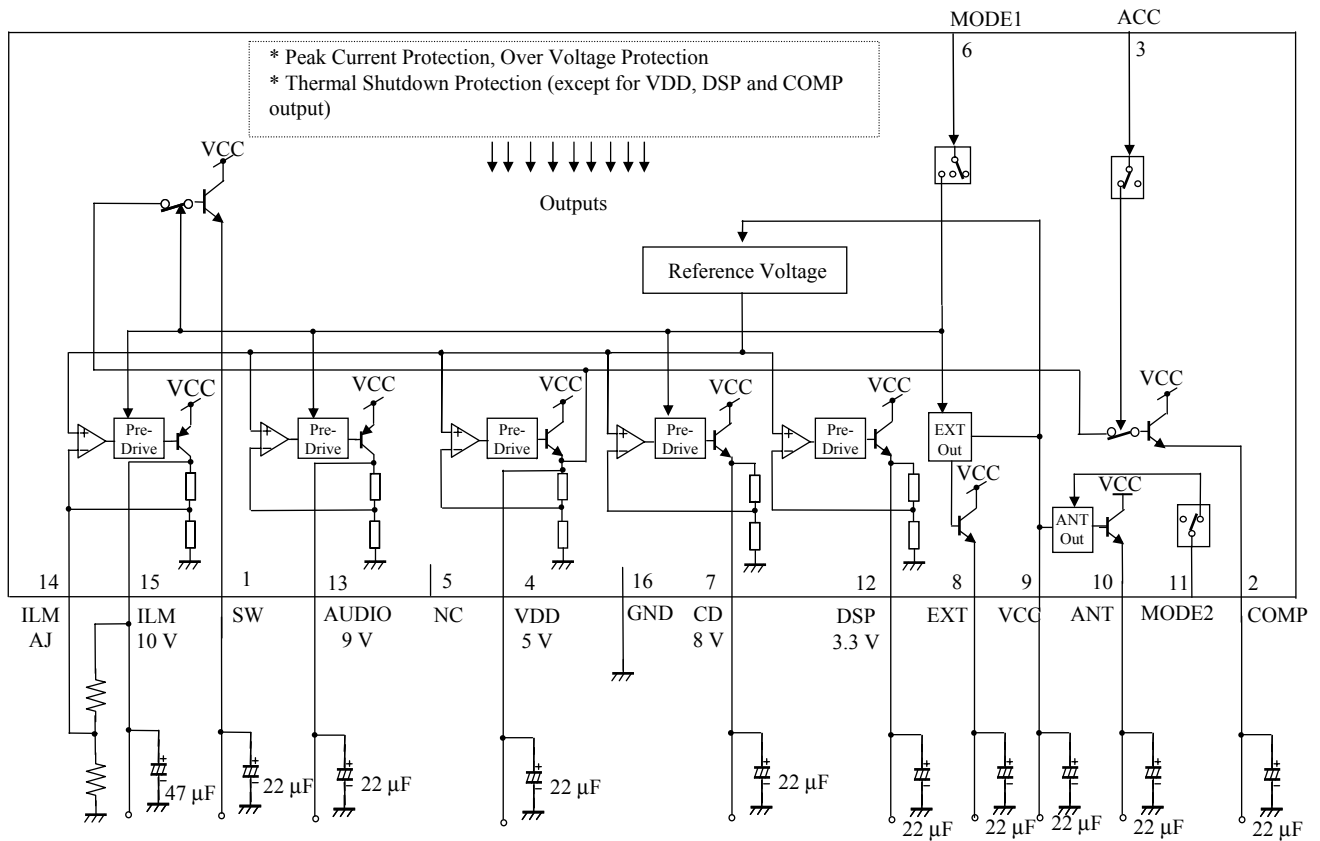 MODE1
ACC
6
3
* Peak Current Protection, Over Voltage Protection
* Thermal Shutdown Protection (except for VDD, DSP and COMP
output)
VCC
Outputs
Reference Voltage
VCC
VCC
VCC
VCC
VCC
VCC
+
−
Pre-
Drive
+
−
Pre-
Drive
+
−
Pre-
Drive
+
−
Pre-
Drive
+
−
Pre-
Drive
EXT
Out
VCC
VCC
ANT
Out
14
15
1
13
5
4
16
7
12
8
9
10
11
2
ILM
AJ
ILM
10 V
SW
AUDIO
9 V
NC
VDD
5 V
GND
CD
8 V
DSP
3.3 V
EXT
VCC
ANT
MODE2
COMP
+
−
47 µF
+
−
22 µF
+
−
22 µF
+
−
22 µF
+
−
22 µF
+
−
22 µF
+
−
22 µF
+
−
22 µF
+
−
22 µF
+
−
22 µF